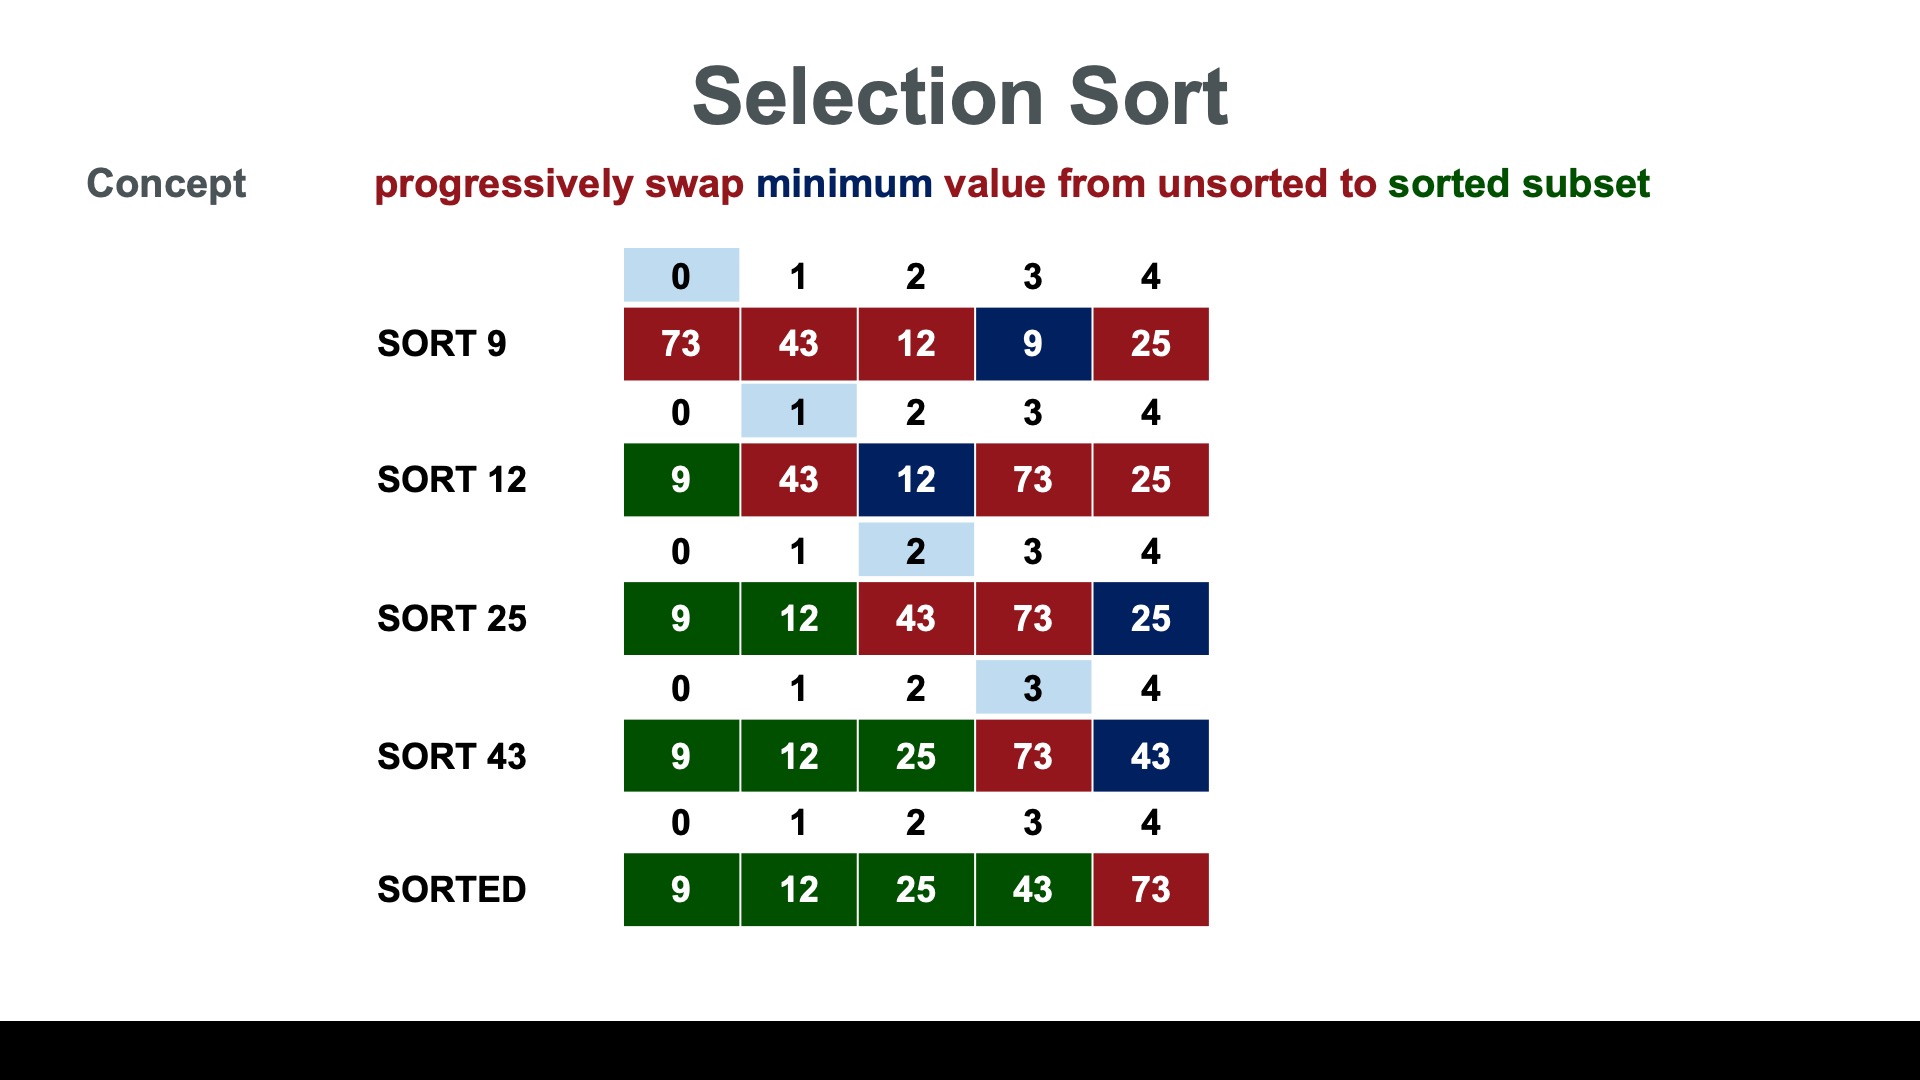 Selection Sort
Concept progressively swap minimum value from unsorted to sorted subset
0 1 2 3 4
SORT 9 73 43 12 9 25
0 1 2 3 4
SORT 12 9 43 12 73 25
0 1 2 3 4
SORT 25 9 12 43 73 25
0 1 2 3 4
SORT 43 9 12 25 73 43
0 1 2 3 4
SORTED 9 12 25 43 73